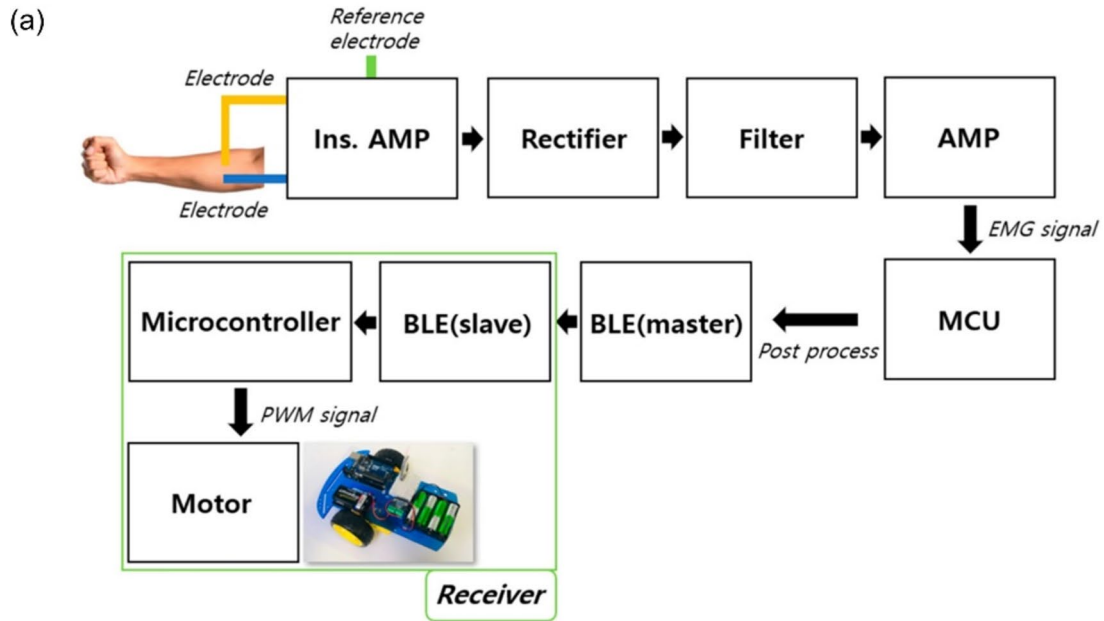 (a)
Reference
electrode
Electrode
Ins. AMP
Rectifier
Filter
AMP
Electrode
EMG signal
Microcontroller
BLE(slave)
BLE(master)
MCU
Post process
PWM signal
Motor
Receiver